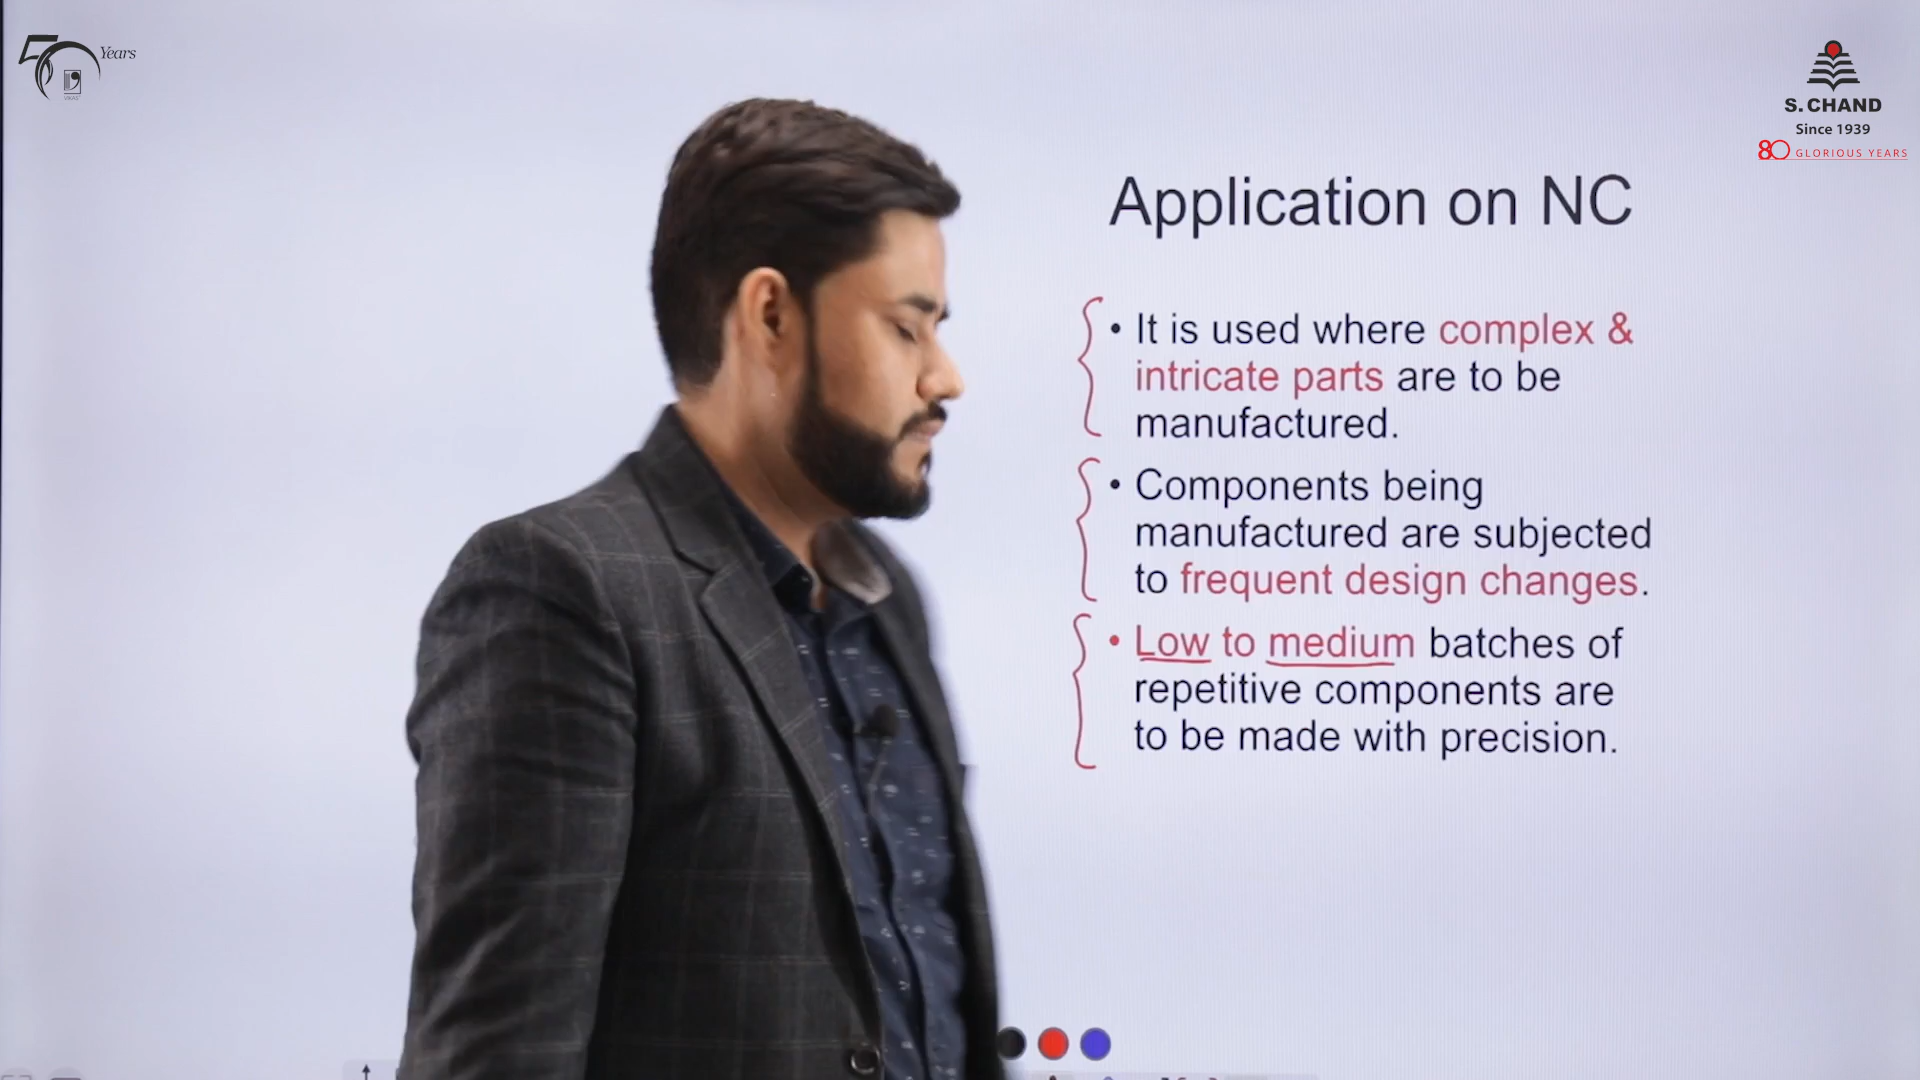 50 Years
VIKAS
S. CHAND
Since 1939
80 GLORIOUS YEARS
Application on NC
• It is used where complex &
intricate parts are to be
manufactured.
• Components being
manufactured are subjected
to frequent design changes.
• Low to medium batches of
repetitive components are
to be made with precision.